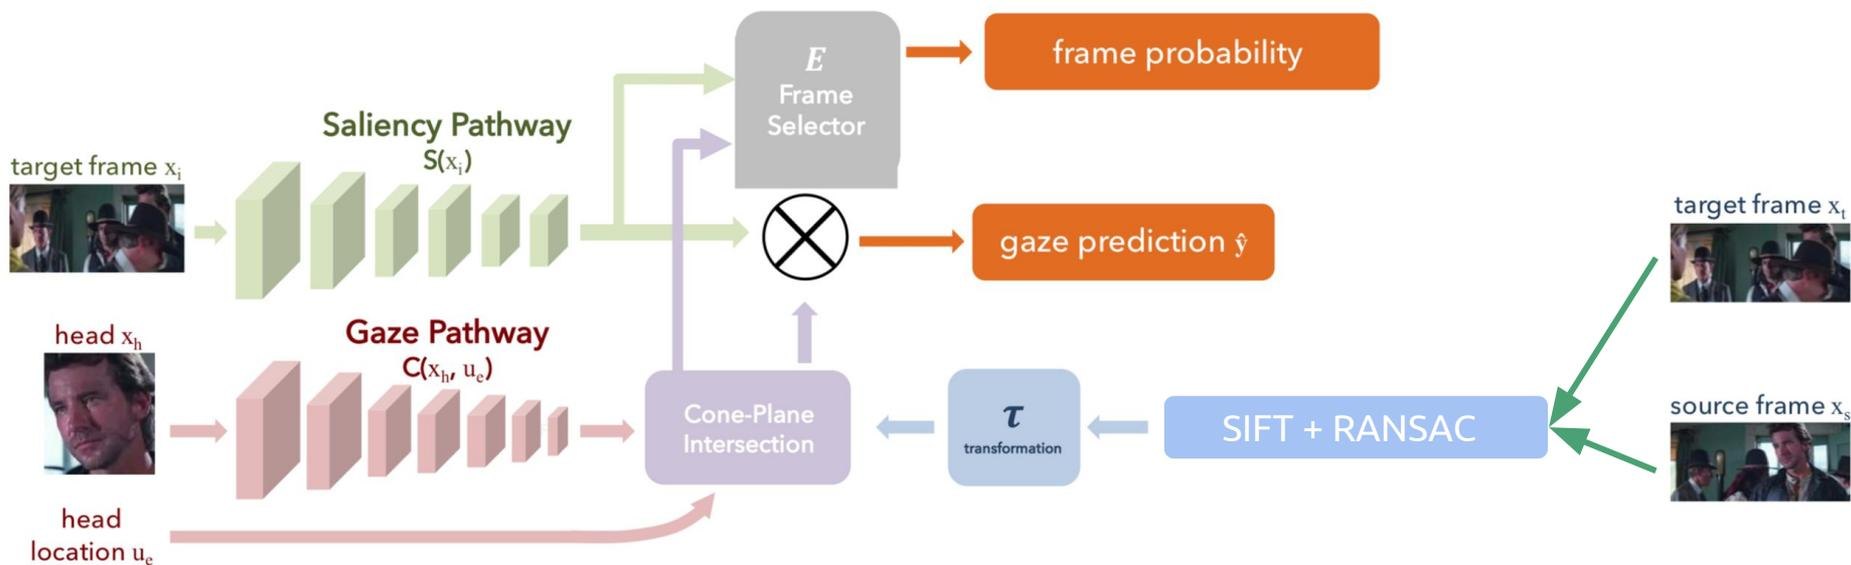 E
Frame
Selector
frame probability
Saliency Pathway
S(xᵢ)
target frame xᵢ
target frame xₜ
gaze prediction ŷ
head xₕ
Gaze Pathway
C(xₕ, uₑ)
Cone-Plane
Intersection
τ
transformation
SIFT + RANSAC
source frame xₛ
head
location uₑ